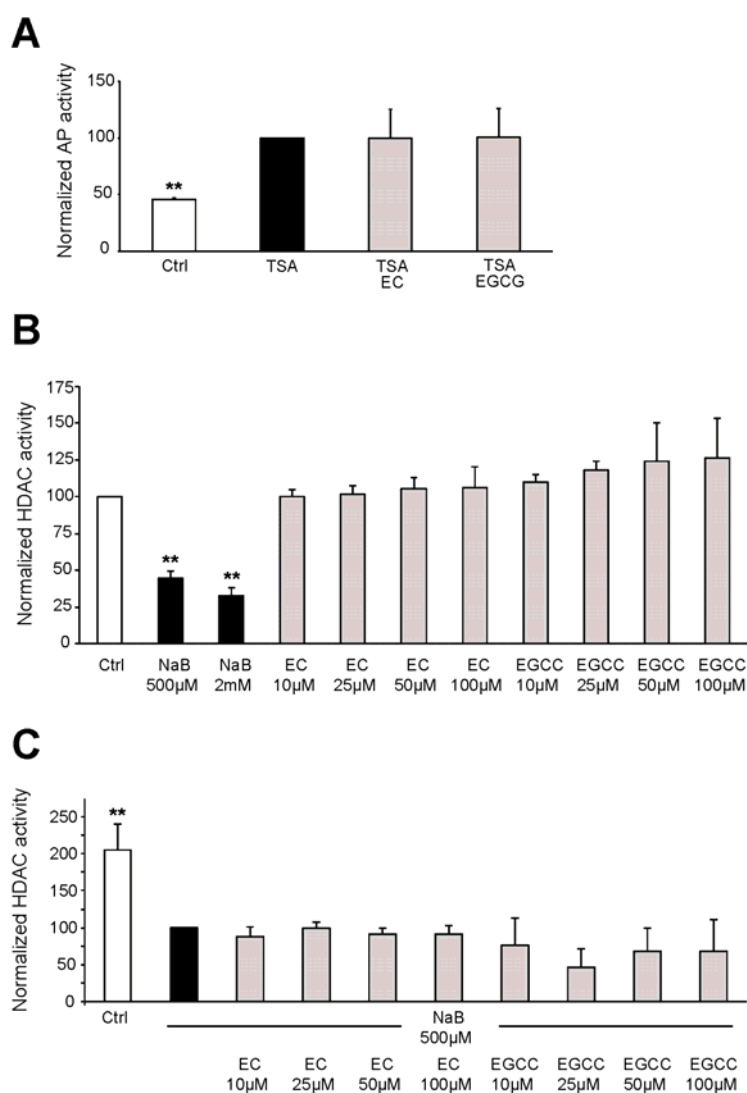 A
Normalized AP activity
150
100
50
0
**
Ctrl TSA TSA TSA
EC EGCG
B
Normalized HDAC activity
175
150
125
100
75
50
25
0
** **
Ctrl NaB NaB EC EC EC EC EGCC EGCC EGCC EGCC
500µM 2mM 10µM 25µM 50µM 100µM 10µM 25µM 50µM 100µM
C
Normalized HDAC activity
250
200
150
100
50
0
**
Ctrl NaB
500µM
EC EC EC EC EGCC EGCC EGCC EGCC
10µM 25µM 50µM 100µM 10µM 25µM 50µM 100µM